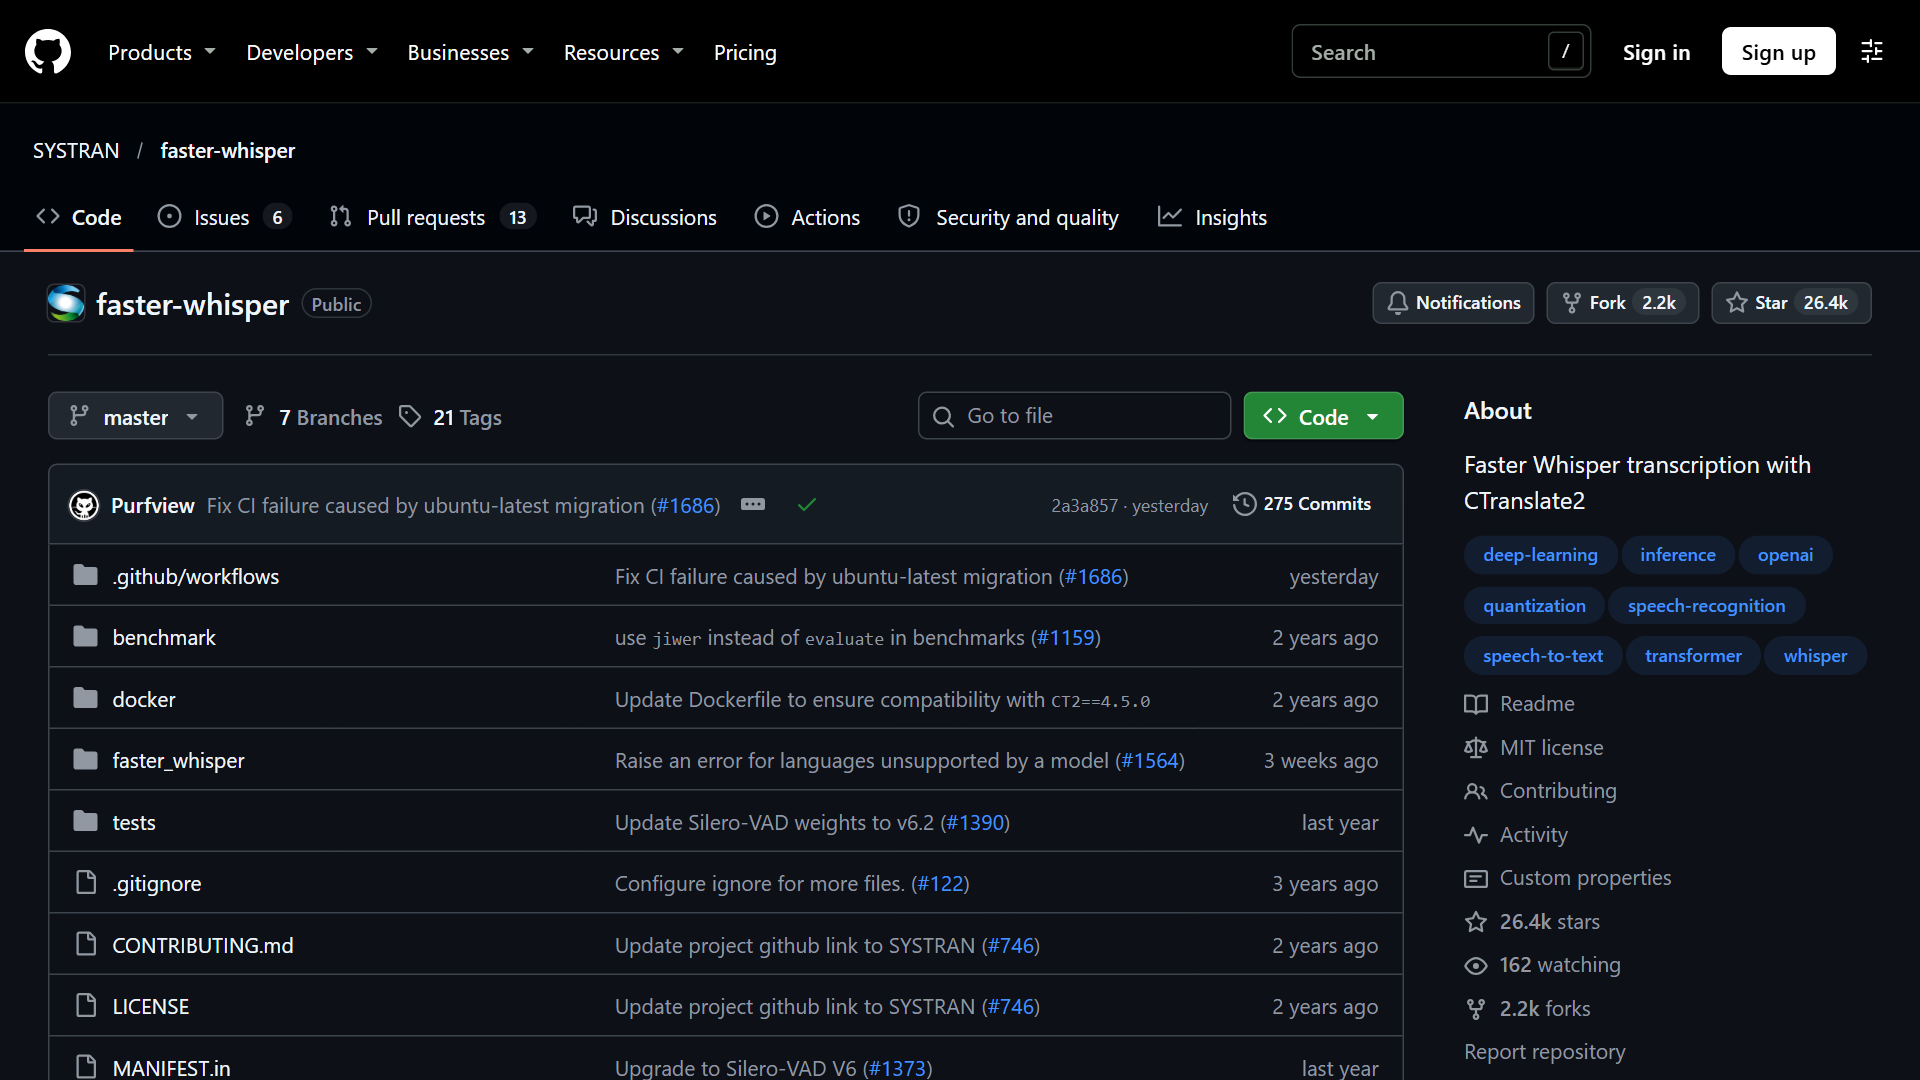 Products Developers Businesses Resources Pricing Search / Sign in Sign up
SYSTRAN / faster-whisper
Code Issues 6 Pull requests 13 Discussions Actions Security and quality Insights
faster-whisper Public Notifications Fork 2.2k Star 26.4k
master 7 Branches 21 Tags Go to file Code
Purfview Fix CI failure caused by ubuntu-latest migration (#1686) 2a3a857 · yesterday 275 Commits
.github/workflows Fix CI failure caused by ubuntu-latest migration (#1686) yesterday
benchmark use jiwer instead of evaluate in benchmarks (#1159) 2 years ago
docker Update Dockerfile to ensure compatibility with CT2==4.5.0 2 years ago
faster_whisper Raise an error for languages unsupported by a model (#1564) 3 weeks ago
tests Update Silero-VAD weights to v6.2 (#1390) last year
.gitignore Configure ignore for more files. (#122) 3 years ago
CONTRIBUTING.md Update project github link to SYSTRAN (#746) 2 years ago
LICENSE Update project github link to SYSTRAN (#746) 2 years ago
MANIFEST.in Upgrade to Silero-VAD V6 (#1373) last year
About
Faster Whisper transcription with
CTranslate2
deep-learning inference openai
quantization speech-recognition
speech-to-text transformer whisper
Readme
MIT license
Contributing
Activity
Custom properties
26.4k stars
162 watching
2.2k forks
Report repository